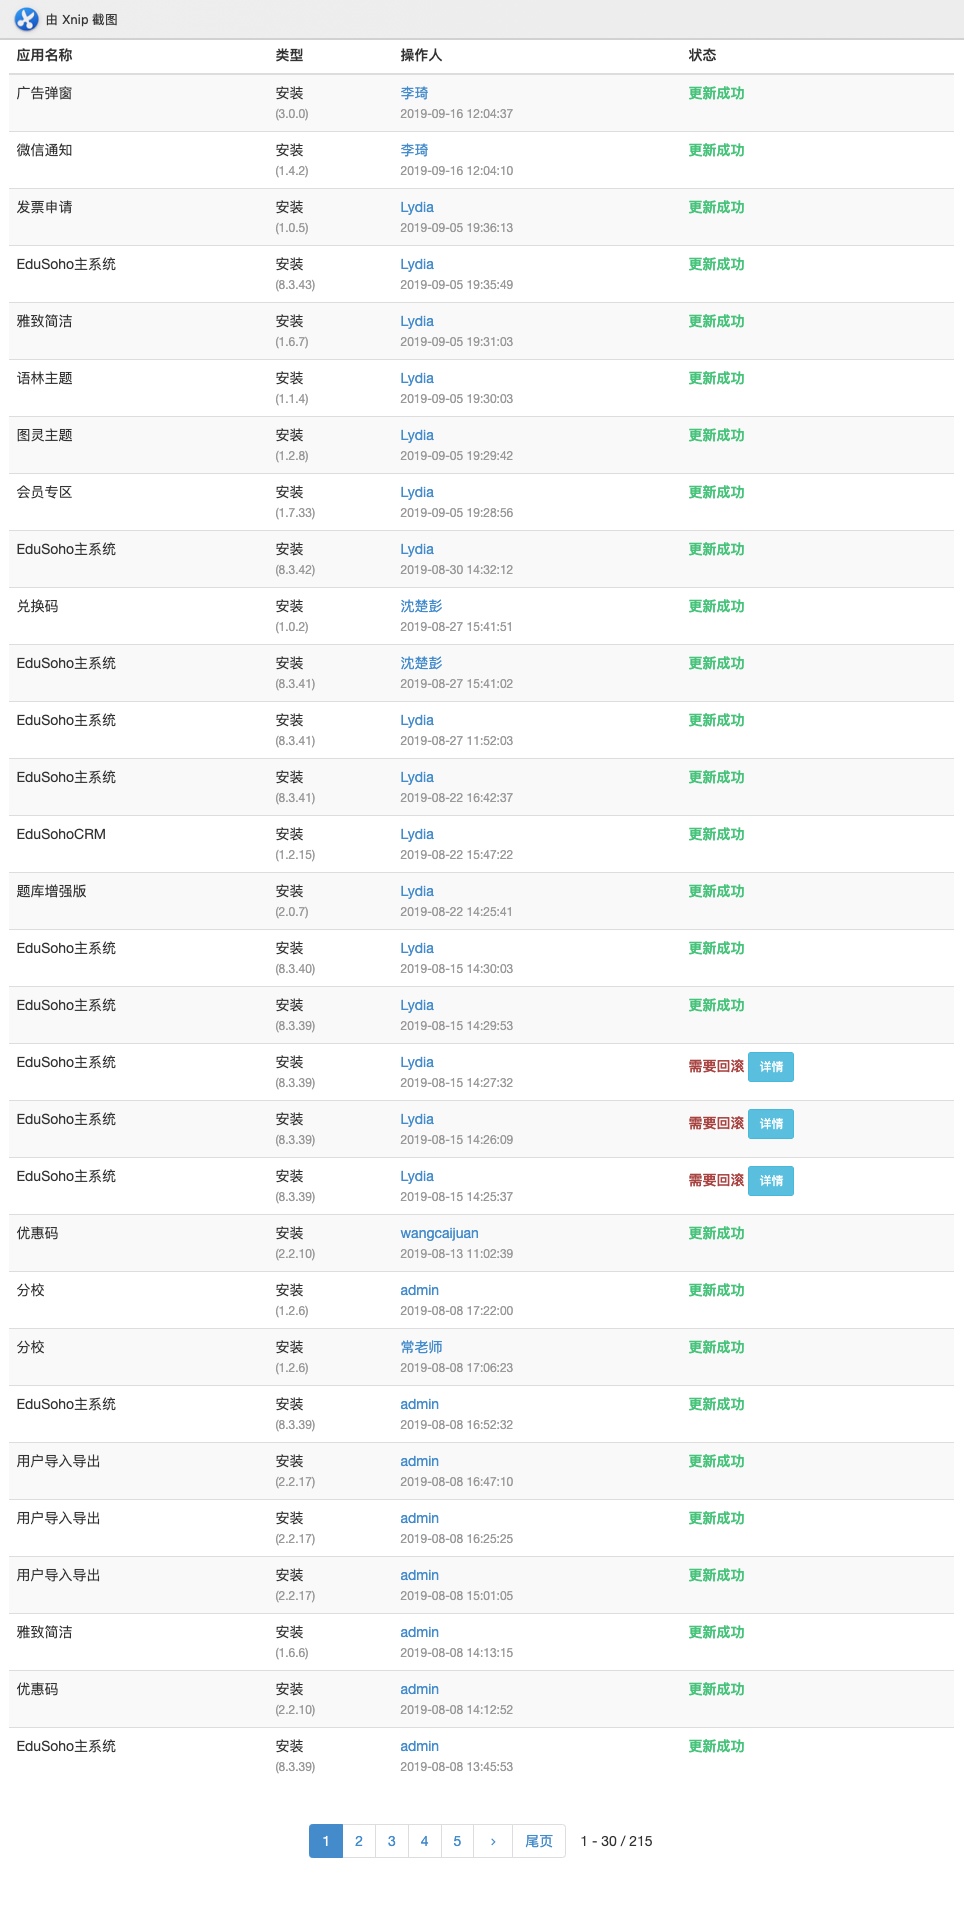 由 Xnip 截图
应用名称 类型 操作人 状态
广告弹窗 安装 李琦 更新成功
(3.0.0) 2019-09-16 12:04:37
微信通知 安装 李琦 更新成功
(1.4.2) 2019-09-16 12:04:10
发票申请 安装 Lydia 更新成功
(1.0.5) 2019-09-05 19:36:13
EduSoho主系统 安装 Lydia 更新成功
(8.3.43) 2019-09-05 19:35:49
雅致简洁 安装 Lydia 更新成功
(1.6.7) 2019-09-05 19:31:03
语林主题 安装 Lydia 更新成功
(1.1.4) 2019-09-05 19:30:03
图灵主题 安装 Lydia 更新成功
(1.2.8) 2019-09-05 19:29:42
会员专区 安装 Lydia 更新成功
(1.7.33) 2019-09-05 19:28:56
EduSoho主系统 安装 Lydia 更新成功
(8.3.42) 2019-08-30 14:32:12
兑换码 安装 沈楚彭 更新成功
(1.0.2) 2019-08-27 15:41:51
EduSoho主系统 安装 沈楚彭 更新成功
(8.3.41) 2019-08-27 15:41:02
EduSoho主系统 安装 Lydia 更新成功
(8.3.41) 2019-08-27 11:52:03
EduSoho主系统 安装 Lydia 更新成功
(8.3.41) 2019-08-22 16:42:37
EduSohoCRM 安装 Lydia 更新成功
(1.2.15) 2019-08-22 15:47:22
题库增强版 安装 Lydia 更新成功
(2.0.7) 2019-08-22 14:25:41
EduSoho主系统 安装 Lydia 更新成功
(8.3.40) 2019-08-15 14:30:03
EduSoho主系统 安装 Lydia 更新成功
(8.3.39) 2019-08-15 14:29:53
EduSoho主系统 安装 Lydia 需要回滚 详情
(8.3.39) 2019-08-15 14:27:32
EduSoho主系统 安装 Lydia 需要回滚 详情
(8.3.39) 2019-08-15 14:26:09
EduSoho主系统 安装 Lydia 需要回滚 详情
(8.3.39) 2019-08-15 14:25:37
优惠码 安装 wangcaijuan 更新成功
(2.2.10) 2019-08-13 11:02:39
分校 安装 admin 更新成功
(1.2.6) 2019-08-08 17:22:00
分校 安装 常老师 更新成功
(1.2.6) 2019-08-08 17:06:23
EduSoho主系统 安装 admin 更新成功
(8.3.39) 2019-08-08 16:52:32
用户导入导出 安装 admin 更新成功
(2.2.17) 2019-08-08 16:47:10
用户导入导出 安装 admin 更新成功
(2.2.17) 2019-08-08 16:25:25
用户导入导出 安装 admin 更新成功
(2.2.17) 2019-08-08 15:01:05
雅致简洁 安装 admin 更新成功
(1.6.6) 2019-08-08 14:13:15
优惠码 安装 admin 更新成功
(2.2.10) 2019-08-08 14:12:52
EduSoho主系统 安装 admin 更新成功
(8.3.39) 2019-08-08 13:45:53
1 2 3 4 5 › 尾页 1 - 30 / 215